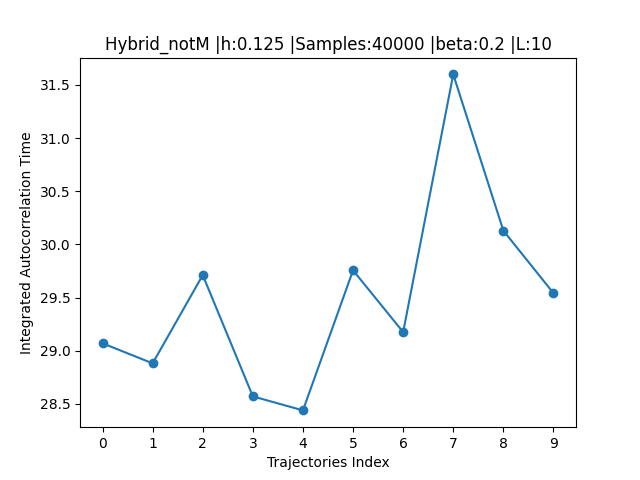 Hybrid_notM |h:0.125 |Samples:40000 |beta:0.2 |L:10
Integrated Autocorrelation Time
31.5
31.0
30.5
30.0
29.5
29.0
28.5
0 1 2 3 4 5 6 7 8 9
Trajectories Index